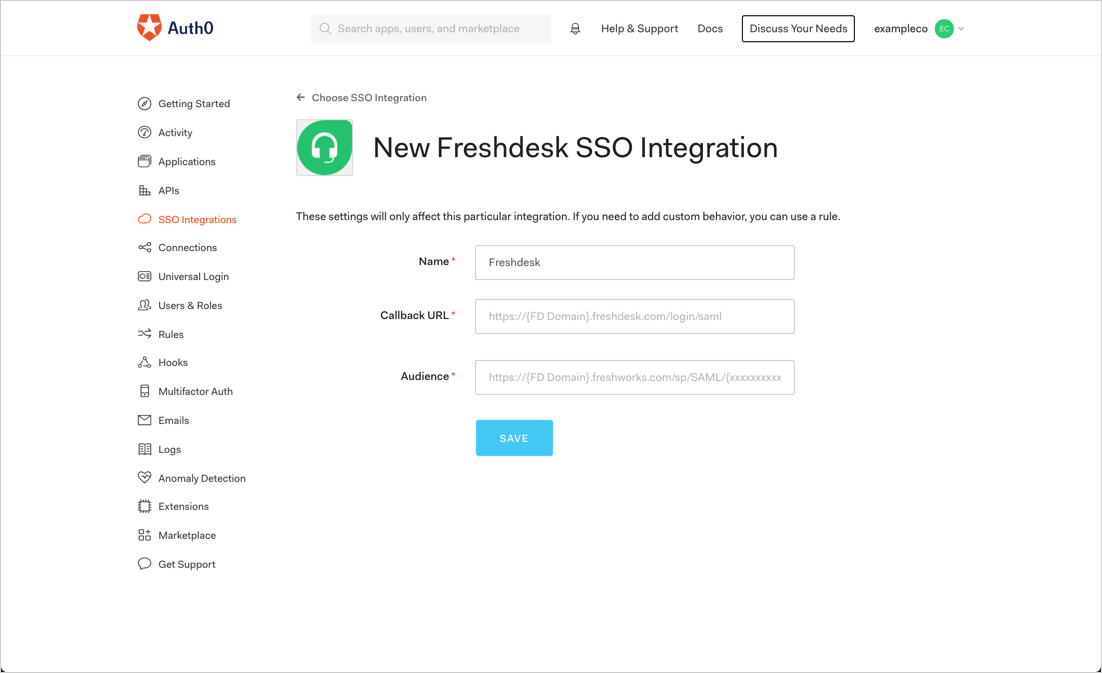 Auth0
Search apps, users, and marketplace
Help & Support
Docs
Discuss Your Needs
exampleco
EC
Getting Started
Activity
Applications
APIs
SSO Integrations
Connections
Universal Login
Users & Roles
Rules
Hooks
Multifactor Auth
Emails
Logs
Anomaly Detection
Extensions
Marketplace
Get Support
Choose SSO Integration
New Freshdesk SSO Integration
These settings will only affect this particular integration. If you need to add custom behavior, you can use a rule.
Name *
Freshdesk
Callback URL *
https://{FD Domain}.freshdesk.com/login/saml
Audience *
https://{FD Domain}.freshworks.com/sp/SAML/{xxxxxxxxxx
SAVE